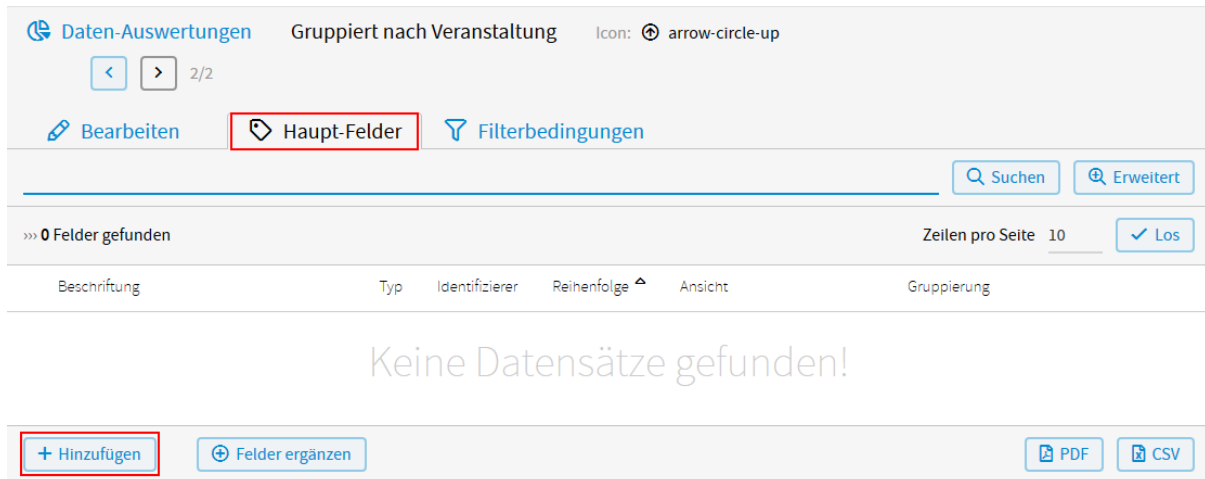 Daten-Auswertungen Gruppiert nach Veranstaltung Icon: arrow-circle-up
2/2
Bearbeiten Haupt-Felder Filterbedingungen
Suchen Erweitert
››› 0 Felder gefunden Zeilen pro Seite 10 Los
Beschriftung Typ Identifizierer Reihenfolge Ansicht Gruppierung
Keine Datensätze gefunden!
+ Hinzufügen Felder ergänzen PDF CSV